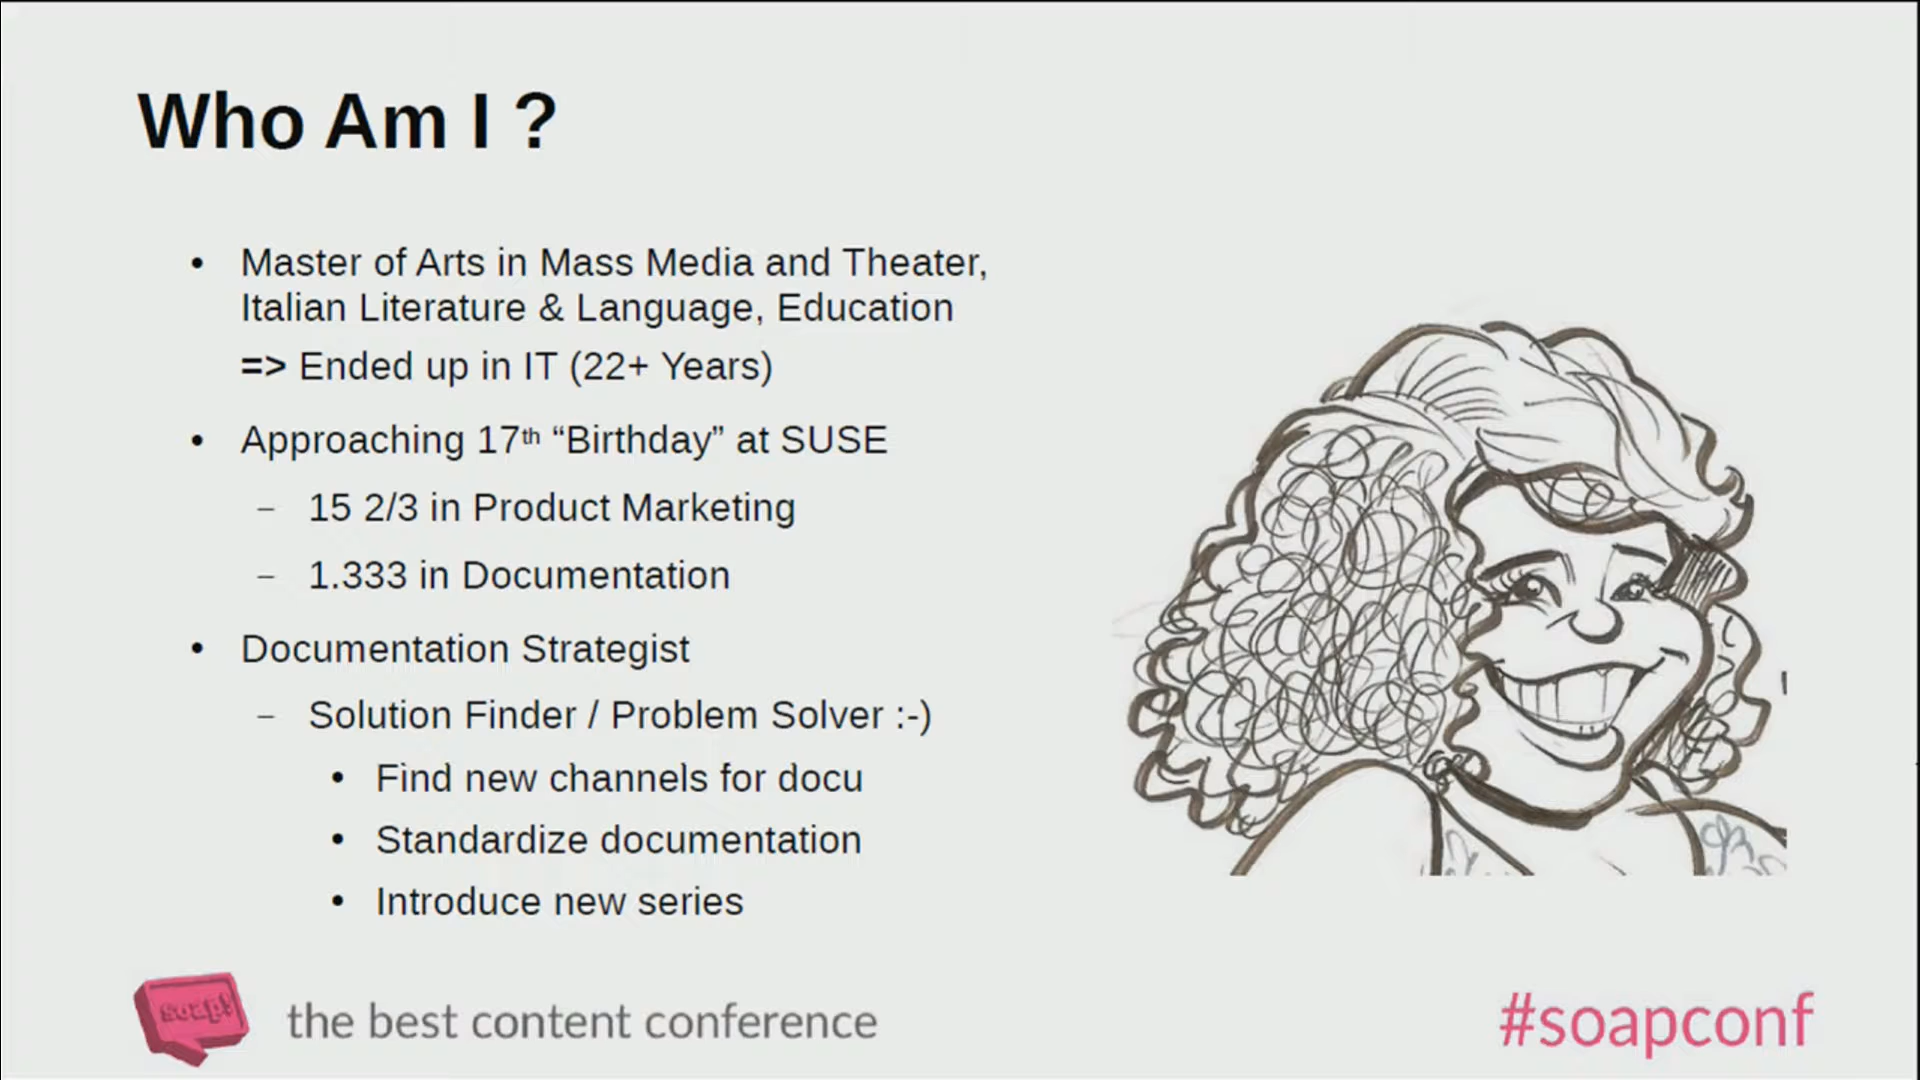 Who Am I ?
• Master of Arts in Mass Media and Theater,
Italian Literature & Language, Education
=> Ended up in IT (22+ Years)
• Approaching 17th “Birthday” at SUSE
– 15 2/3 in Product Marketing
– 1.333 in Documentation
• Documentation Strategist
– Solution Finder / Problem Solver :-)
• Find new channels for docu
• Standardize documentation
• Introduce new series
soap!
the best content conference
#soapconf